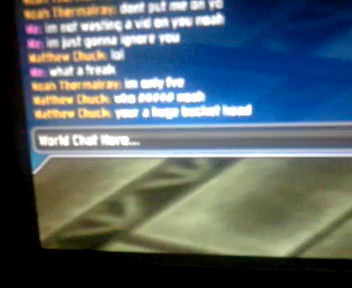 Noah Thermalray: dont put me on yo
Me: im not wasting a vid on you noah
Me: im just gonna ignore you
Matthew Chuck: lol
Me: what a freak
Noah Thermalray: im only five
Matthew Chuck: who noah
Matthew Chuck: your a huge bucket head
World Chat Here...